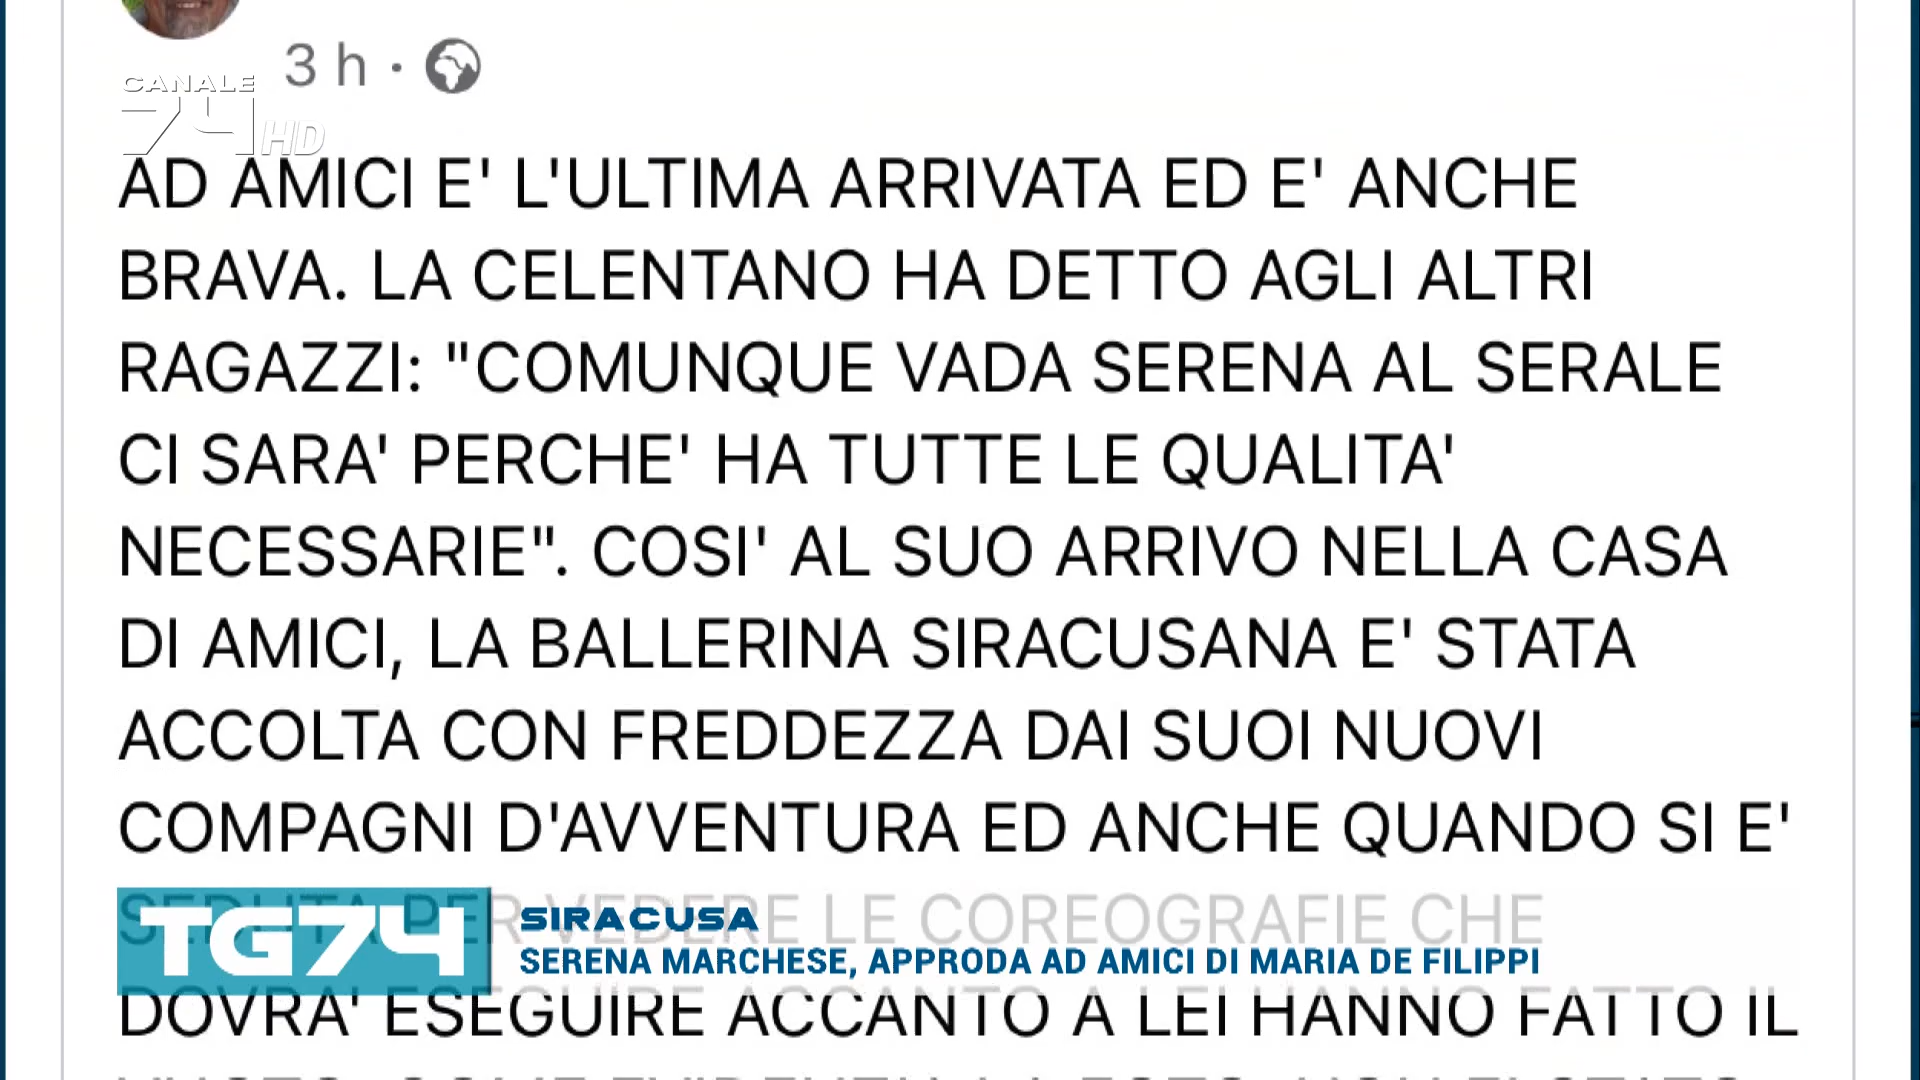 3 h ·
CANALE
74 HD
AD AMICI E' L'ULTIMA ARRIVATA ED E' ANCHE
BRAVA. LA CELENTANO HA DETTO AGLI ALTRI
RAGAZZI: "COMUNQUE VADA SERENA AL SERALE
CI SARA' PERCHE' HA TUTTE LE QUALITA'
NECESSARIE". COSI' AL SUO ARRIVO NELLA CASA
DI AMICI, LA BALLERINA SIRACUSANA E' STATA
ACCOLTA CON FREDDEZZA DAI SUOI NUOVI
COMPAGNI D'AVVENTURA ED ANCHE QUANDO SI E'
SEDUTA PER VEDERE LE COREOGRAFIE CHE
TG74
SIRACUSA
SERENA MARCHESE, APPRODA AD AMICI DI MARIA DE FILIPPI
DOVRA' ESEGUIRE ACCANTO A LEI HANNO FATTO IL